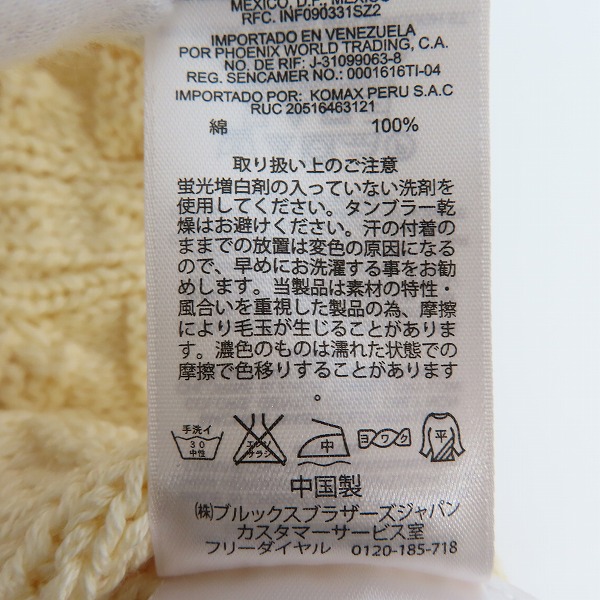 MEXICO, D.F. MEXICO
RFC. INF090331SZ2
IMPORTADO EN VENEZUELA
POR PHOENIX WORLD TRADING, C.A.
NO. DE RIF: J-31099063-8
REG. SENCAMER NO.: 0001616TI-04
IMPORTADO POR: KOMAX PERU S.A.C
RUC 20516463121
綿 100%
取り扱い上のご注意
蛍光増白剤の入っていない洗剤を
使用してください。タンブラー乾
燥はお避けください。汗の付着の
ままでの放置は変色の原因になる
ので、早めにお洗濯する事をお勧
めします。当製品は素材の特性・
風合いを重視した製品の為、摩擦
により毛玉が生じることがありま
す。濃色のものは濡れた状態での
摩擦で色移りすることがあります
。
手洗イ 30 中性 エンソ サラシ 中 ヨワク 平
中国製
㈱ブルックスブラザーズジャパン
カスタマーサービス室
フリーダイヤル 0120-185-718